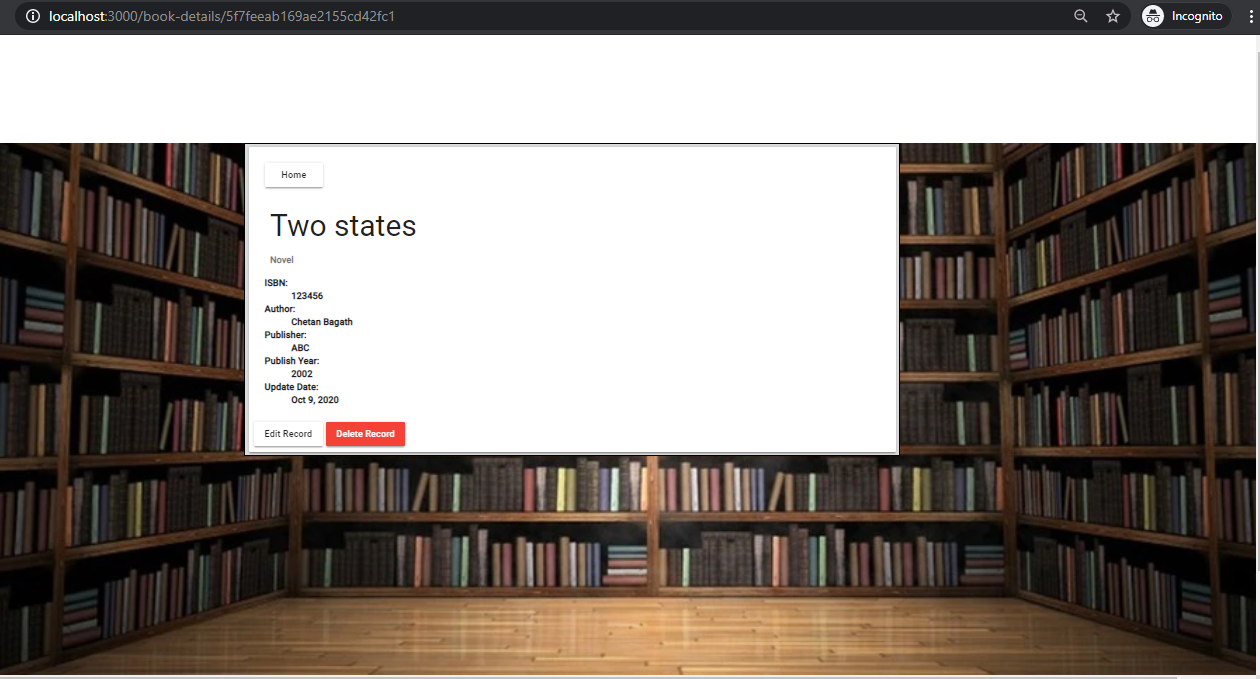 localhost:3000/book-details/5f7feeab169ae2155cd42fc1
Incognito
Home
Two states
Novel
ISBN:
123456
Author:
Chetan Bagath
Publisher:
ABC
Publish Year:
2002
Update Date:
Oct 9, 2020
Edit Record
Delete Record